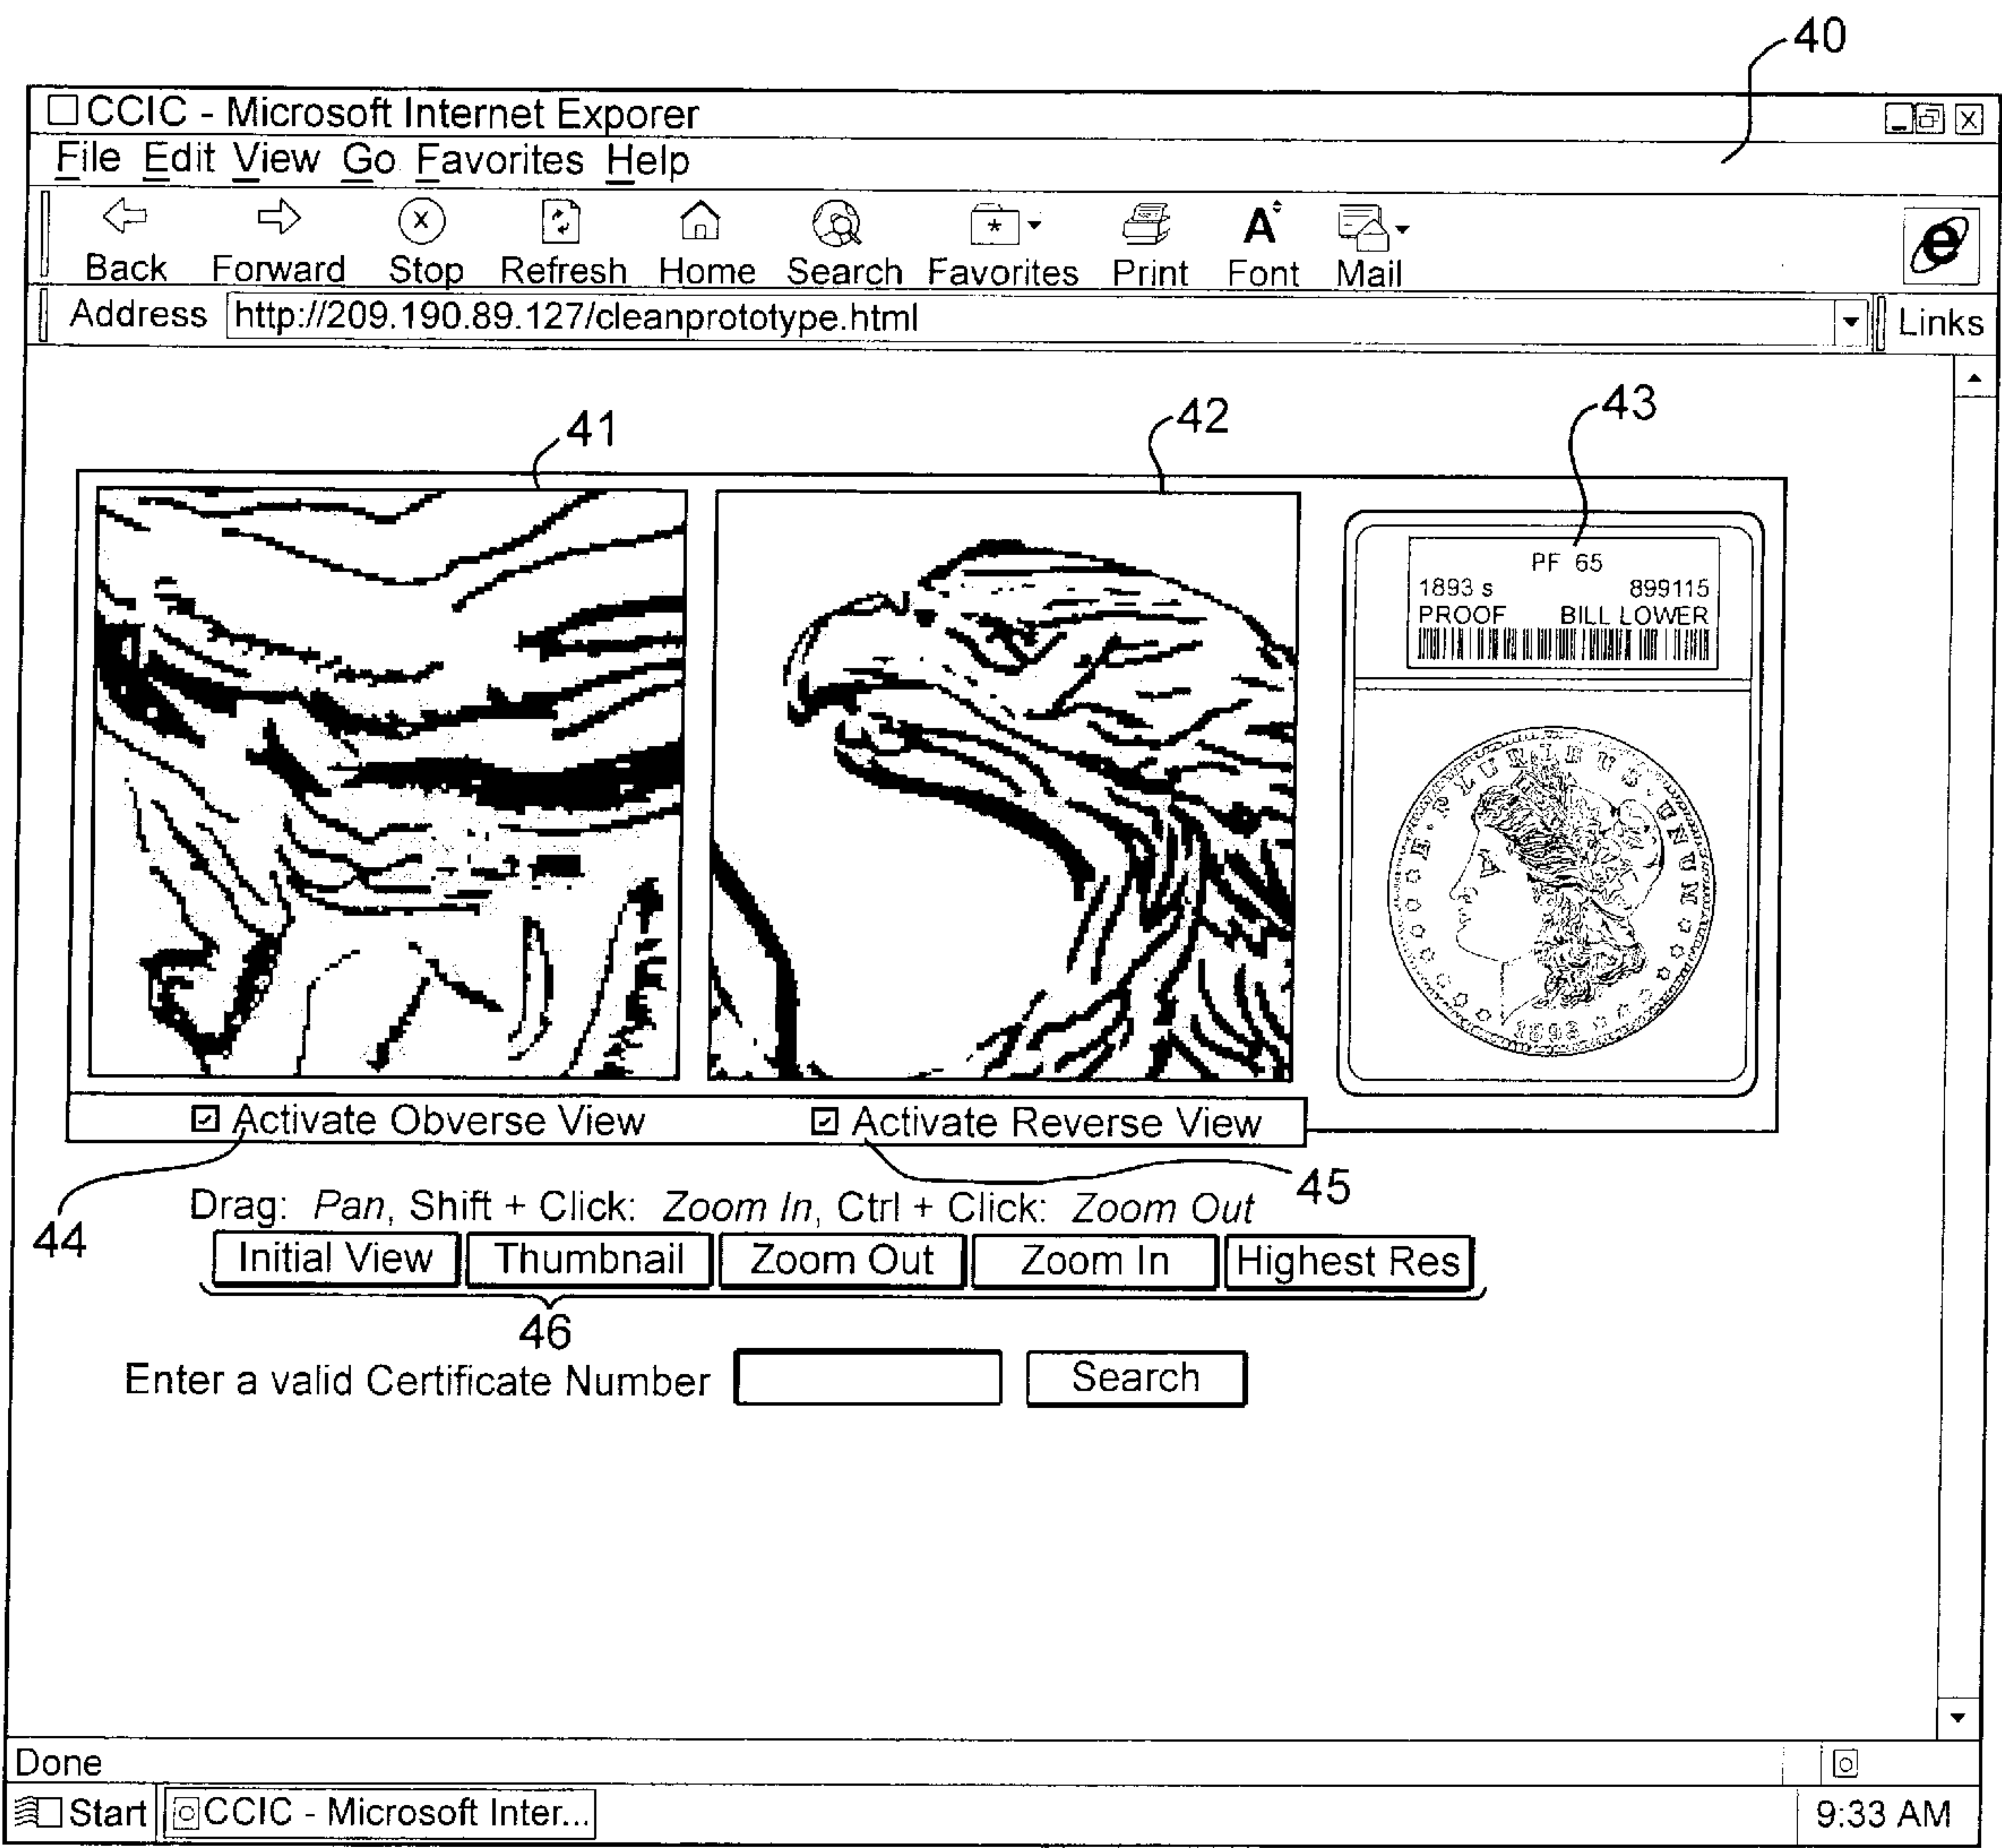 40
CCIC - Microsoft Internet Exporer
File Edit View Go Favorites Help
Back Forward Stop Refresh Home Search Favorites Print Font Mail
Address http://209.190.89.127/cleanprototype.html Links
41 42 43
PF 65
1893 s 899115
PROOF BILL LOWER
E · PLURIBUS · UNUM
1893
Activate Obverse View Activate Reverse View
44 45
Drag: Pan, Shift + Click: Zoom In, Ctrl + Click: Zoom Out
Initial View Thumbnail Zoom Out Zoom In Highest Res
46
Enter a valid Certificate Number Search
Done
Start CCIC - Microsoft Inter... 9:33 AM